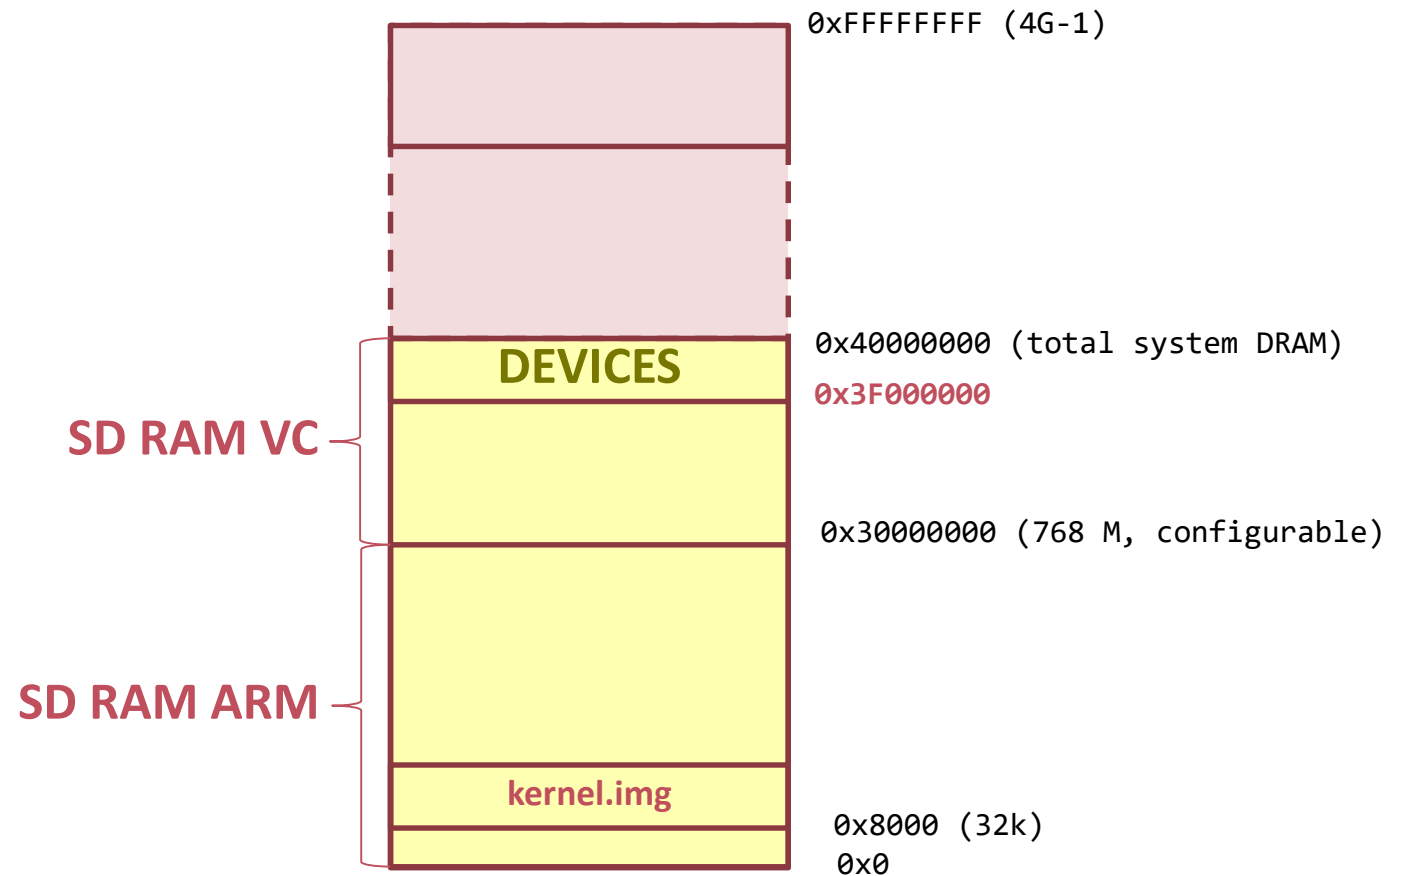 0xFFFFFFFF (4G-1)
0x40000000 (total system DRAM)
DEVICES
0x3F000000
SD RAM VC
0x30000000 (768 M, configurable)
SD RAM ARM
kernel.img
0x8000 (32k)
0x0